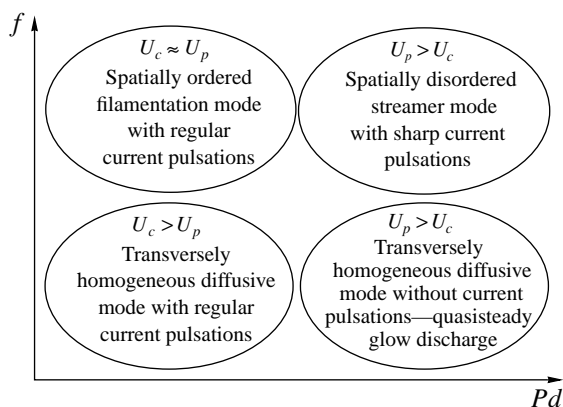 f
U_c ≈ U_p
Spatially ordered
filamentation mode
with regular
current pulsations
U_p > U_c
Spatially disordered
streamer mode
with sharp current
pulsations
U_c > U_p
Transversely
homogeneous diffusive
mode with regular
current pulsations
U_p > U_c
Transversely
homogeneous diffusive
mode without current
pulsations—quasisteady
glow discharge
Pd